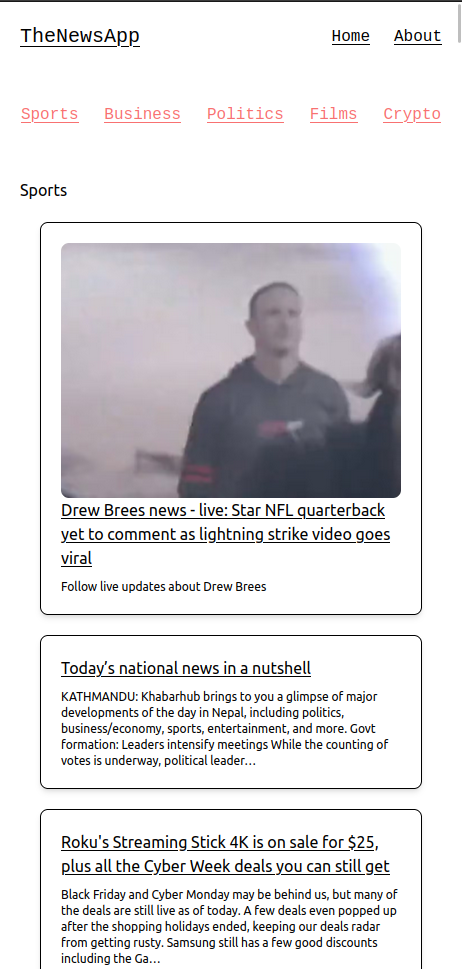 TheNewsApp Home About
Sports Business Politics Films Crypto
Sports
Drew Brees news - live: Star NFL quarterback
yet to comment as lightning strike video goes
viral
Follow live updates about Drew Brees
Today’s national news in a nutshell
KATHMANDU: Khabarhub brings to you a glimpse of major
developments of the day in Nepal, including politics,
business/economy, sports, entertainment, and more. Govt
formation: Leaders intensify meetings While the counting of
votes is underway, political leader…
Roku's Streaming Stick 4K is on sale for $25,
plus all the Cyber Week deals you can still get
Black Friday and Cyber Monday may be behind us, but many of
the deals are still live as of today. A few deals even popped up
after the shopping holidays ended, keeping our deals radar
from getting rusty. Samsung still has a few good discounts
including the Ga…